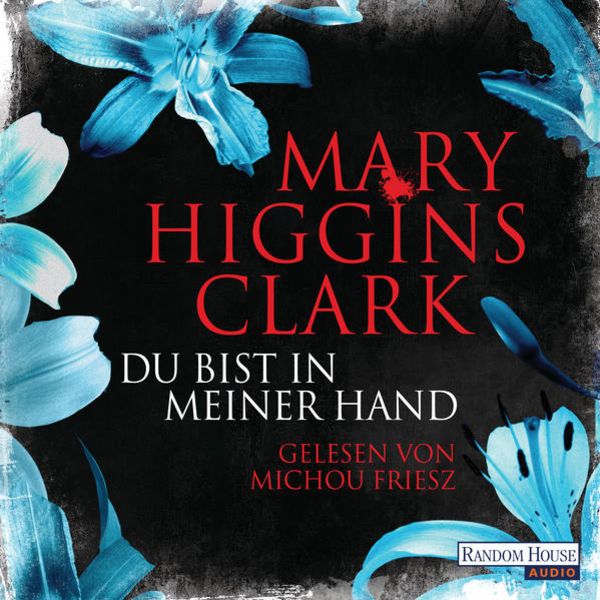 MARY
HIGGINS
CLARK
DU BIST IN
MEINER HAND
GELESEN VON
MICHOU FRIESZ
RANDOM HOUSE
AUDIO